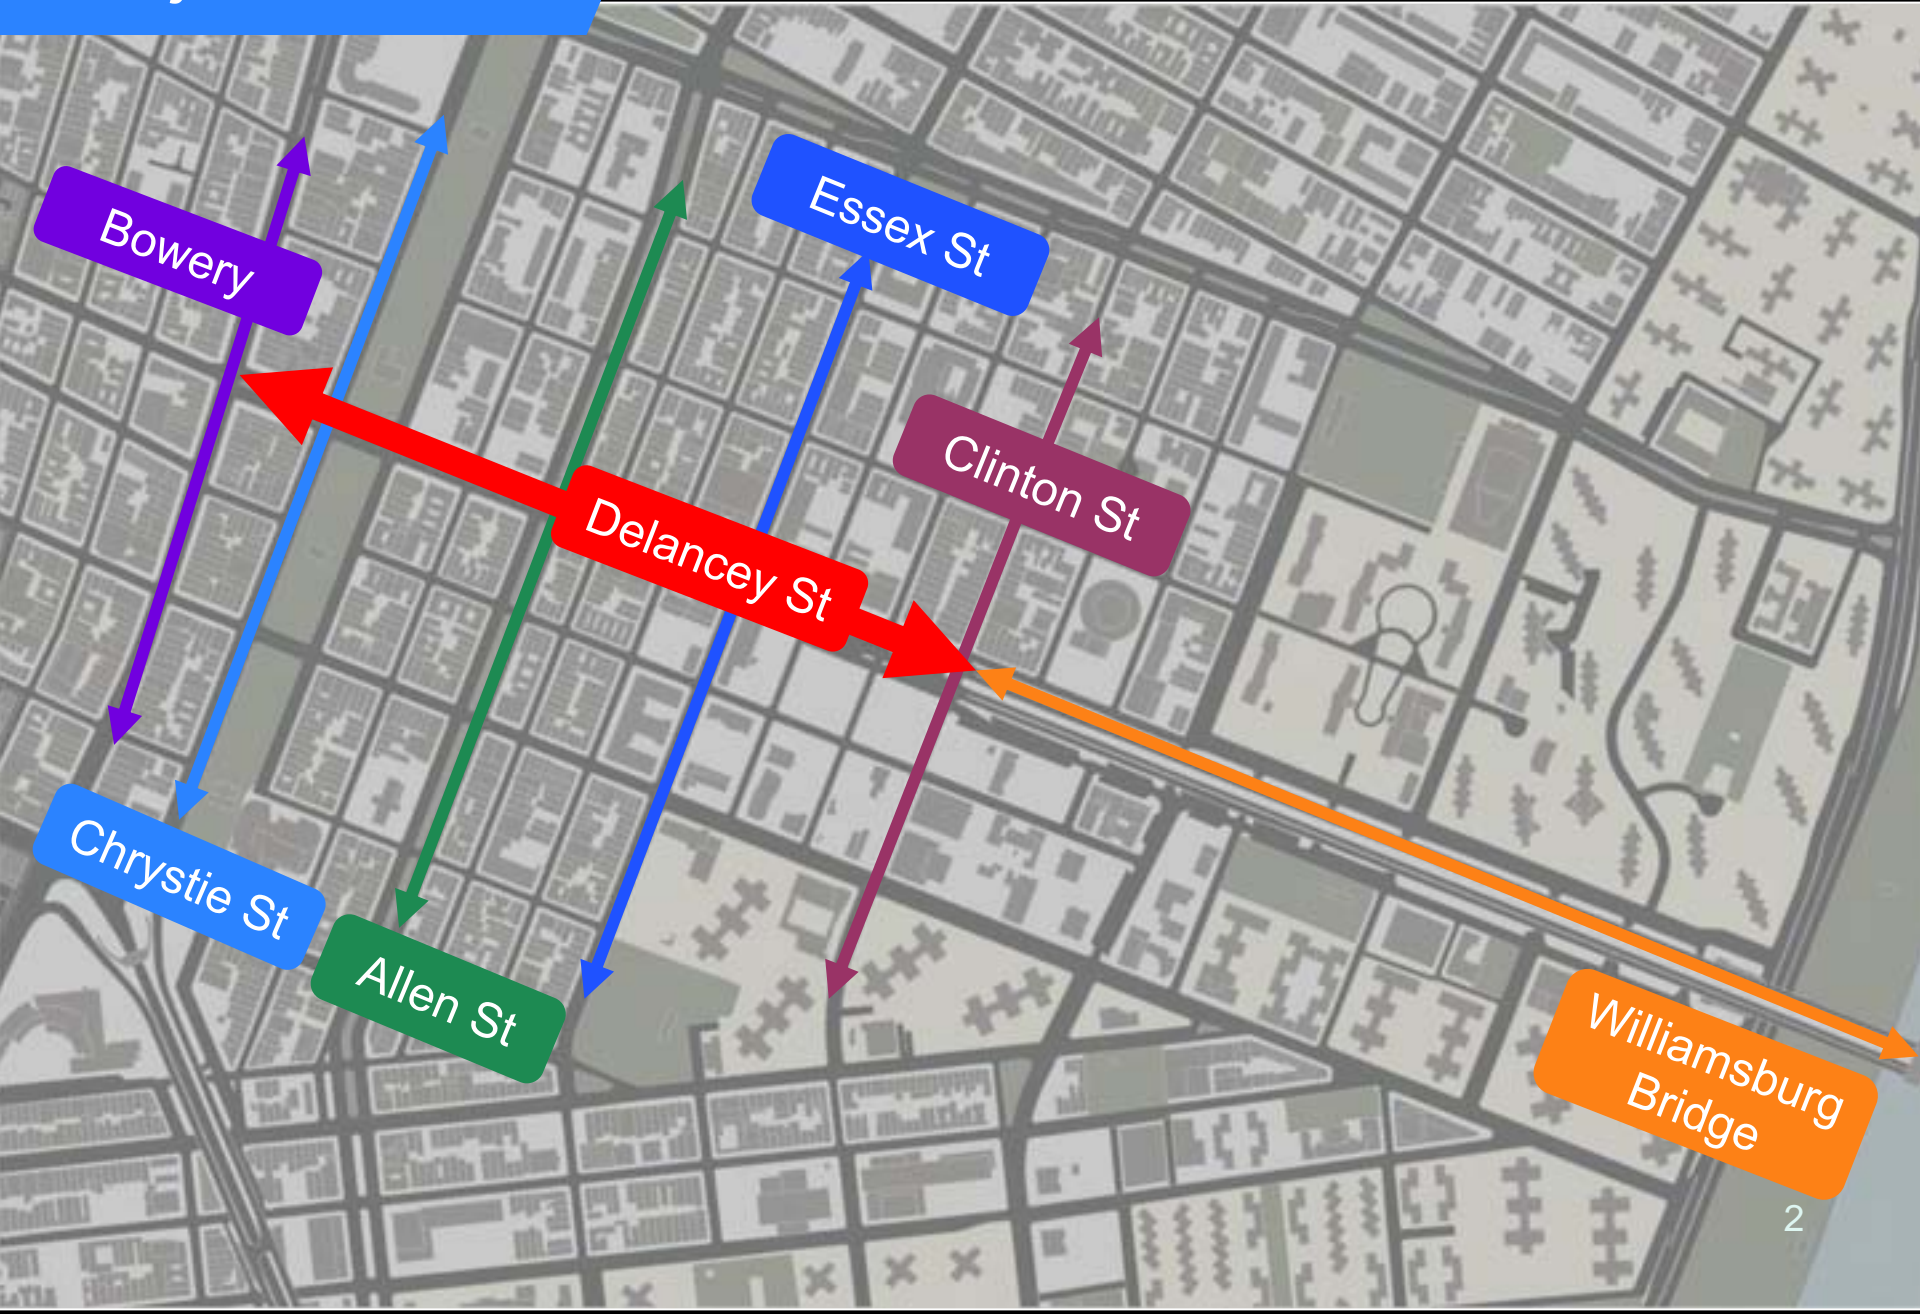 Bowery
Essex St
Clinton St
Delancey St
Chrystie St
Allen St
Williamsburg
Bridge
2